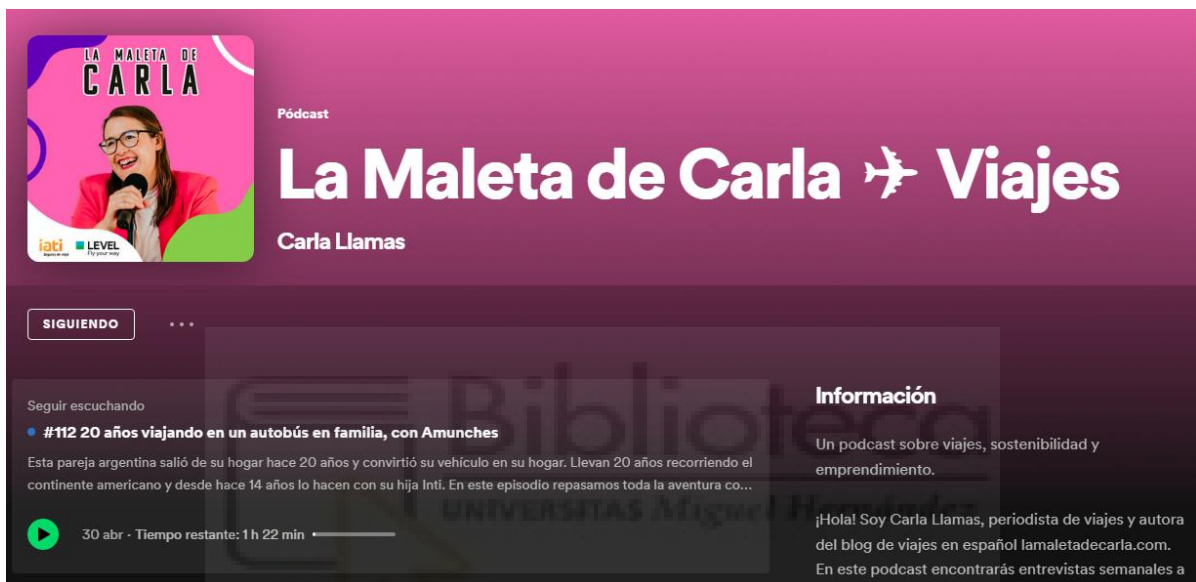 LA MALETA DE
CARLA
iati
LEVEL
Fly your way
Pódcast
La Maleta de Carla ✈ Viajes
Carla Llamas
SIGUIENDO
...
Seguir escuchando
#112 20 años viajando en un autobús en familia, con Amunches
Esta pareja argentina salió de su hogar hace 20 años y convirtió su vehículo en su hogar. Llevan 20 años recorriendo el
continente americano y desde hace 14 años lo hacen con su hija Inti. En este episodio repasamos toda la aventura co...
30 abr · Tiempo restante: 1 h 22 min
Información
Un podcast sobre viajes, sostenibilidad y
emprendimiento.
¡Hola! Soy Carla Llamas, periodista de viajes y autora
del blog de viajes en español lamaletadecarla.com.
En este podcast encontrarás entrevistas semanales a
Biblioteca
UNIVERSITAS Miguel Hernández